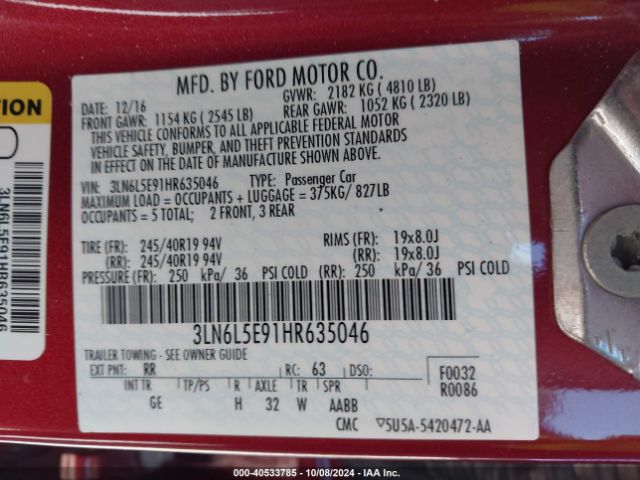 MFD. BY FORD MOTOR CO.
DATE: 12/16
GVWR: 2182 KG ( 4810 LB)
FRONT GAWR: 1154 KG ( 2545 LB)
REAR GAWR: 1052 KG ( 2320 LB)
THIS VEHICLE CONFORMS TO ALL APPLICABLE FEDERAL MOTOR
VEHICLE SAFETY, BUMPER, AND THEFT PREVENTION STANDARDS
IN EFFECT ON THE DATE OF MANUFACTURE SHOWN ABOVE.
VIN: 3LN6L5E91HR635046 TYPE: Passenger Car
MAXIMUM LOAD = OCCUPANTS + LUGGAGE = 375KG/ 827LB
OCCUPANTS = 5 TOTAL; 2 FRONT, 3 REAR
TIRE (FR): 245/40R19 94V RIMS (FR): 19x8.0J
(RR): 245/40R19 94V (RR): 19x8.0J
PRESSURE (FR): 250 kPa/ 36 PSI COLD (RR): 250 kPa/ 36 PSI COLD
3LN6L5E91HR635046
TRAILER TOWING - SEE OWNER GUIDE
EXT PNT: RR RC: 63 DSO: F0032
R0086
INT TR TP/PS R AXLE TR SPR
GE H 32 W AABB
CMC 5U5A-5420472-AA
TION
3LN6L5E91HR635046
000-40533785 - 10/08/2024 - IAA Inc.